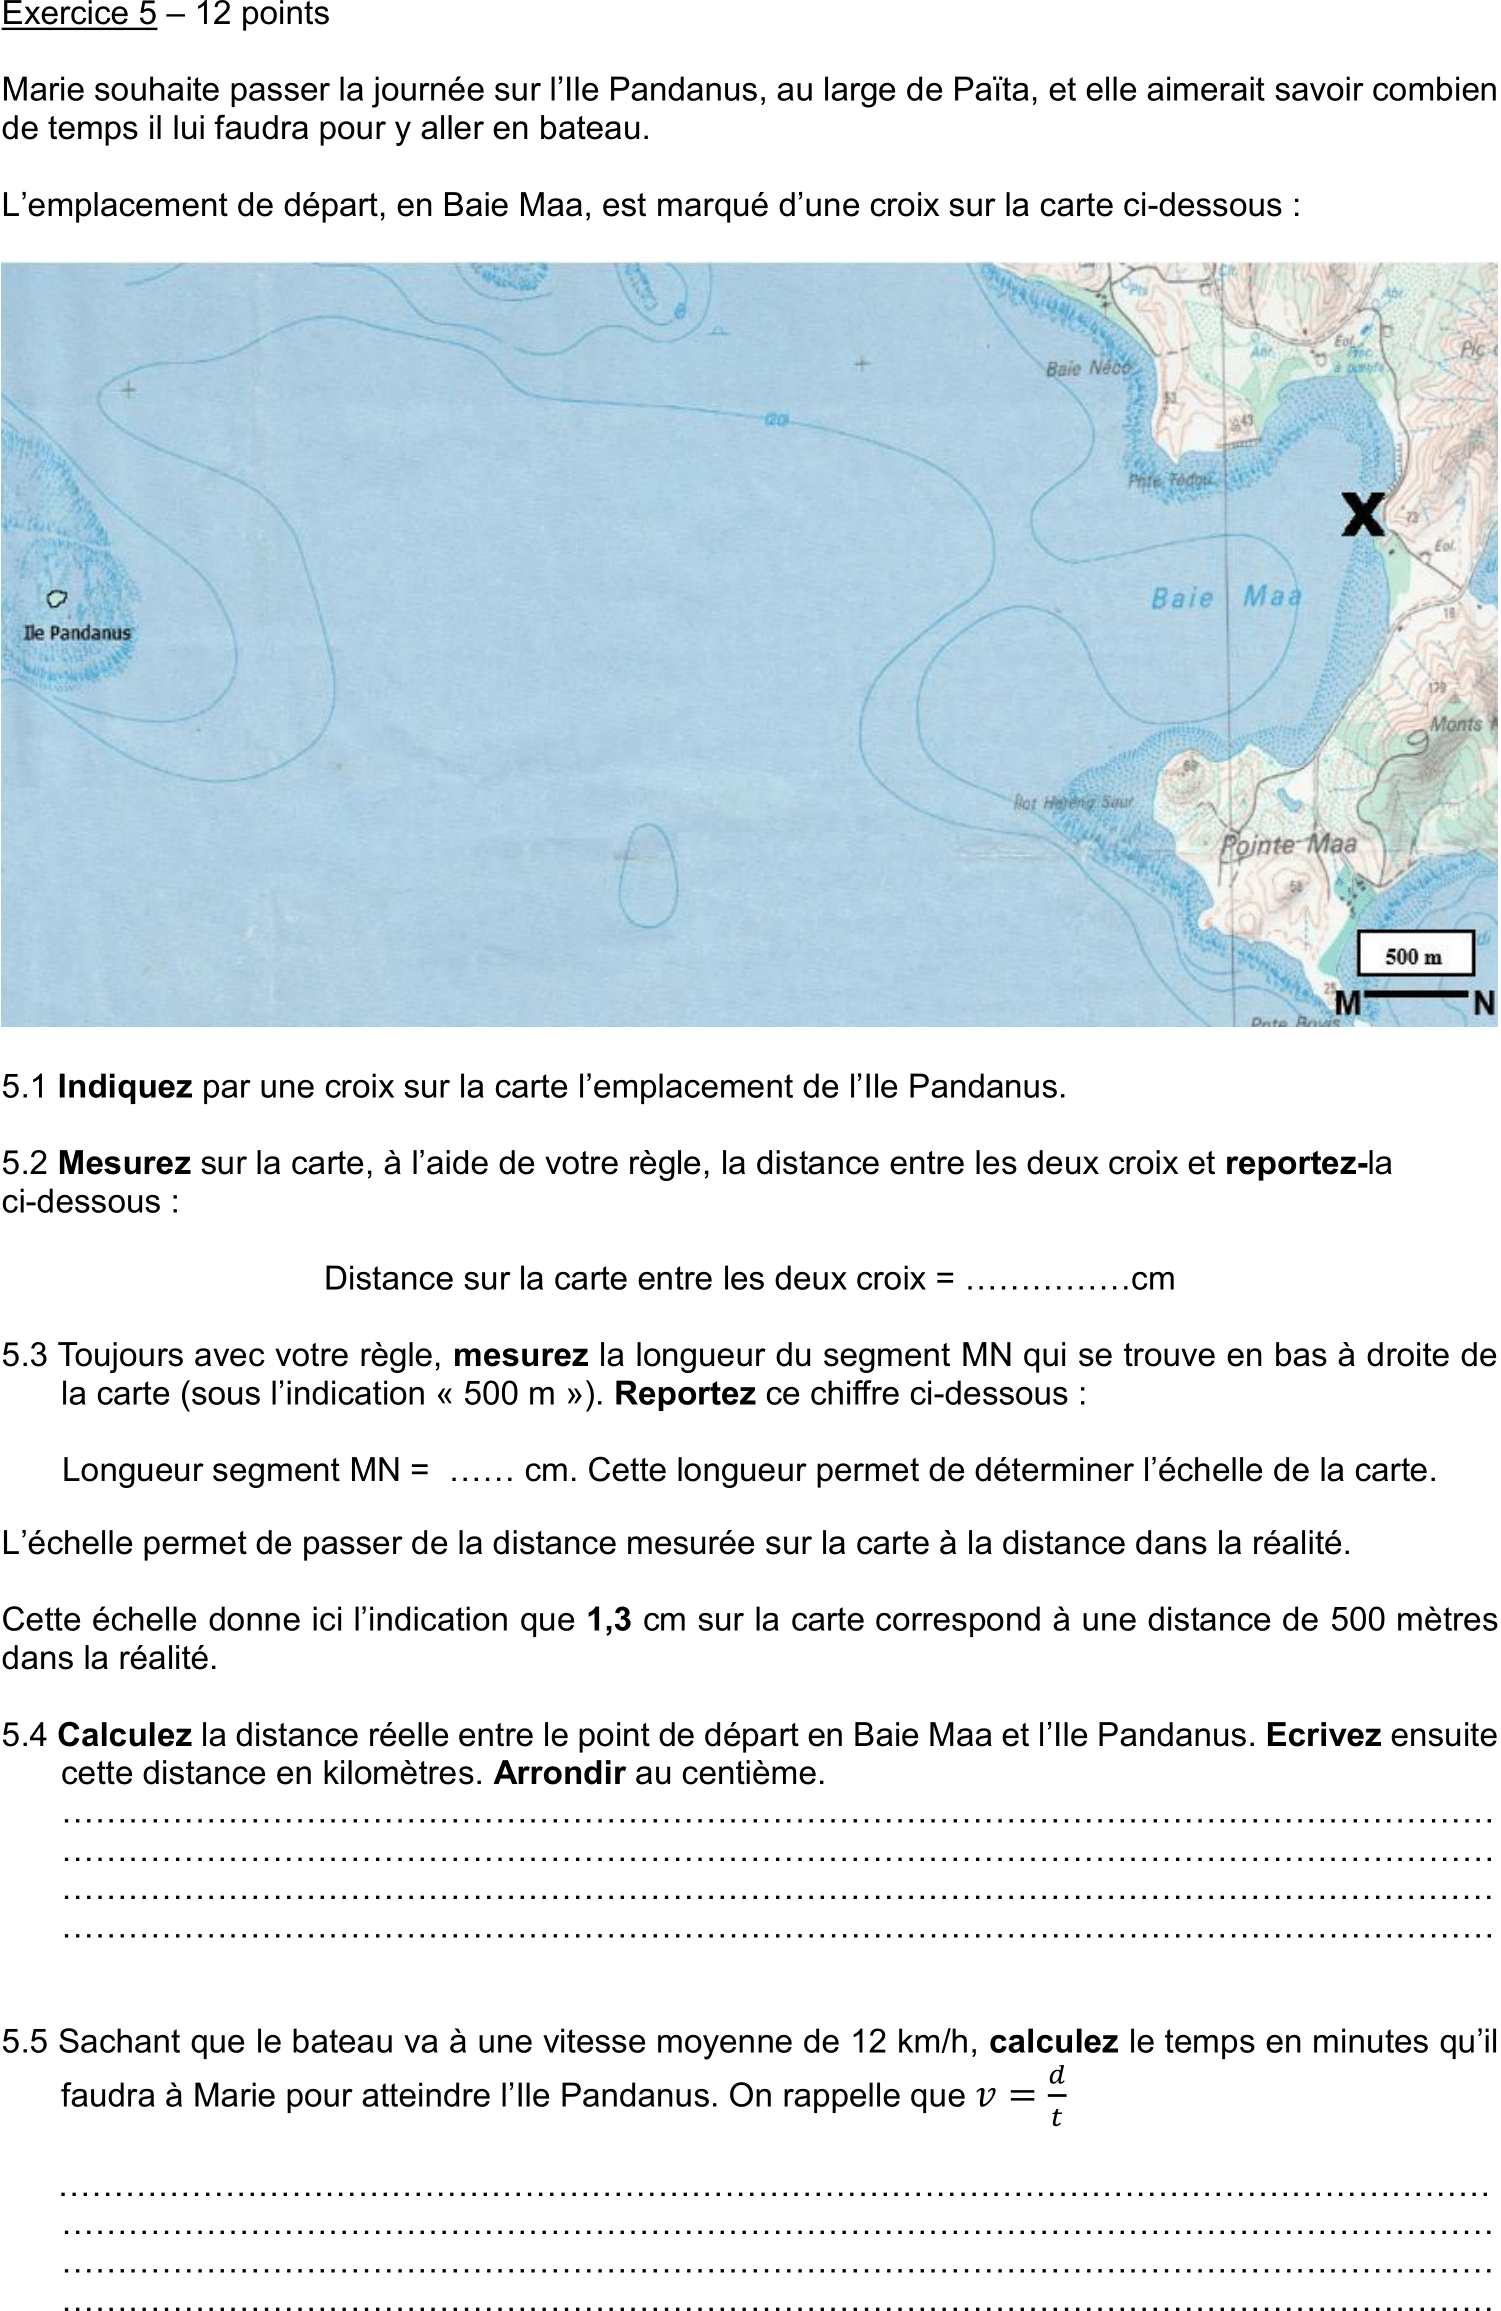 Exercice 5 – 12 points
Marie souhaite passer la journée sur l’Ile Pandanus, au large de Païta, et elle aimerait savoir combien
de temps il lui faudra pour y aller en bateau.
L’emplacement de départ, en Baie Maa, est marqué d’une croix sur la carte ci-dessous :
Baie Néco
Pnte Tédou
43
(20)
X
73
Eol.
Baie Maa
18
Ile Pandanus
Monts
Pointe Maa
500 m
M N
5.1 Indiquez par une croix sur la carte l’emplacement de l’Ile Pandanus.
5.2 Mesurez sur la carte, à l’aide de votre règle, la distance entre les deux croix et reportez-la
ci-dessous :
Distance sur la carte entre les deux croix = ……………cm
5.3 Toujours avec votre règle, mesurez la longueur du segment MN qui se trouve en bas à droite de
la carte (sous l’indication « 500 m »). Reportez ce chiffre ci-dessous :
Longueur segment MN = …… cm. Cette longueur permet de déterminer l’échelle de la carte.
L’échelle permet de passer de la distance mesurée sur la carte à la distance dans la réalité.
Cette échelle donne ici l’indication que 1,3 cm sur la carte correspond à une distance de 500 mètres
dans la réalité.
5.4 Calculez la distance réelle entre le point de départ en Baie Maa et l’Ile Pandanus. Ecrivez ensuite
cette distance en kilomètres. Arrondir au centième.
5.5 Sachant que le bateau va à une vitesse moyenne de 12 km/h, calculez le temps en minutes qu’il
faudra à Marie pour atteindre l’Ile Pandanus. On rappelle que v = d/t